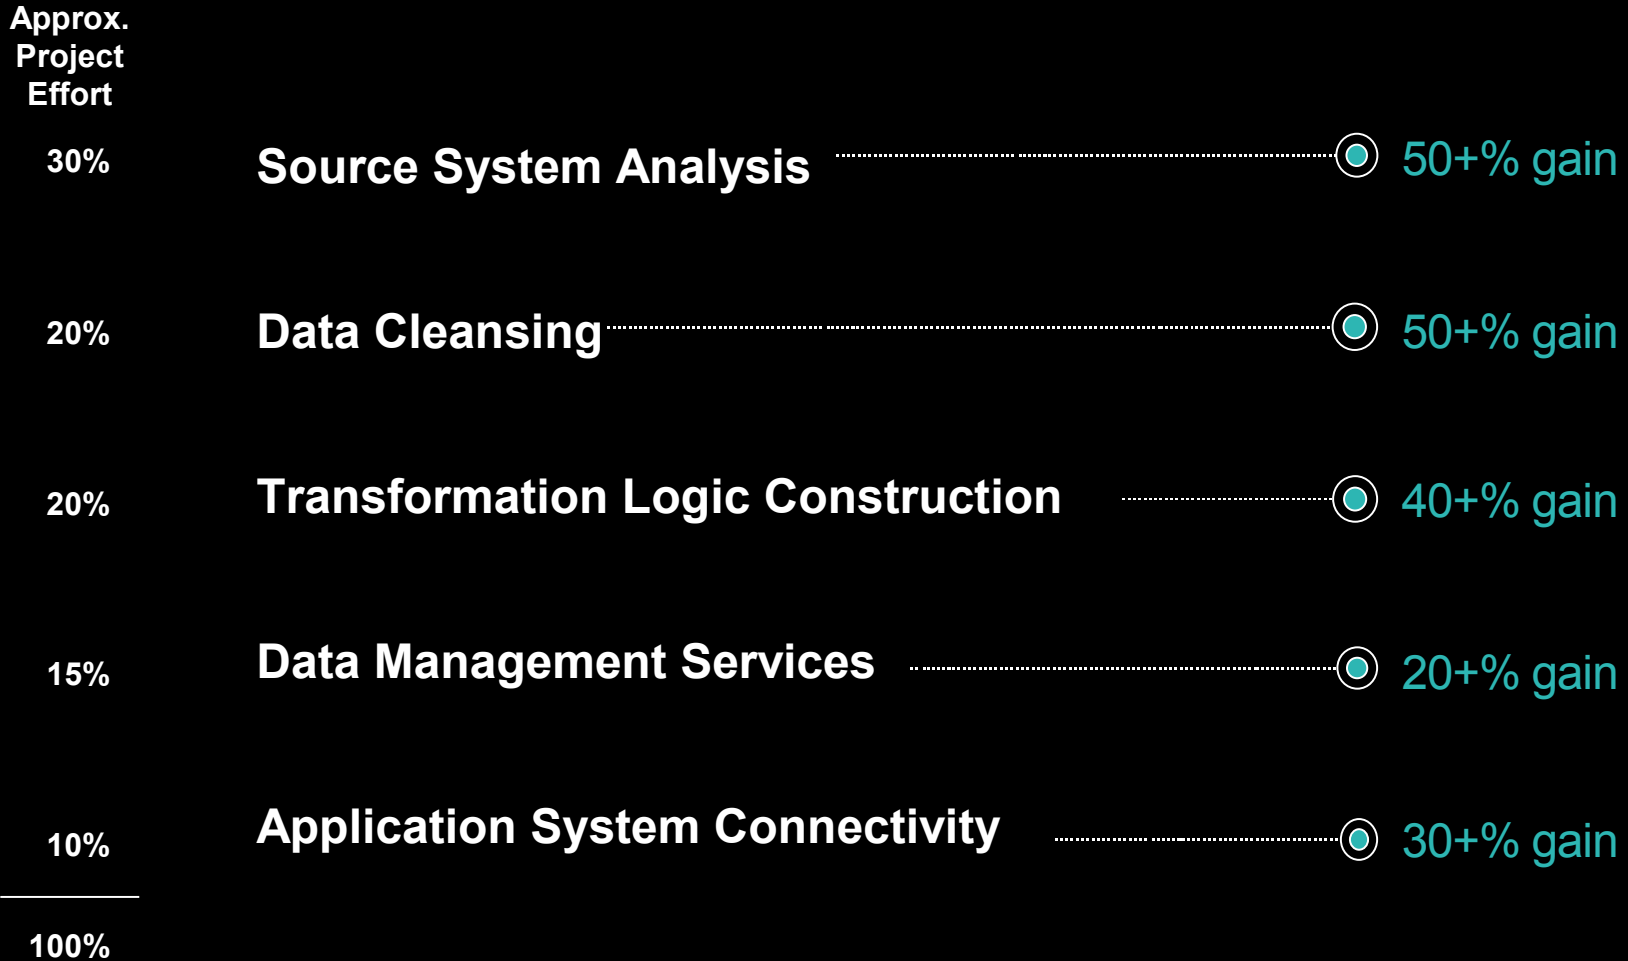 Approx.
Project
Effort
30% Source System Analysis 50+% gain
20% Data Cleansing 50+% gain
20% Transformation Logic Construction 40+% gain
15% Data Management Services 20+% gain
10% Application System Connectivity 30+% gain
100%